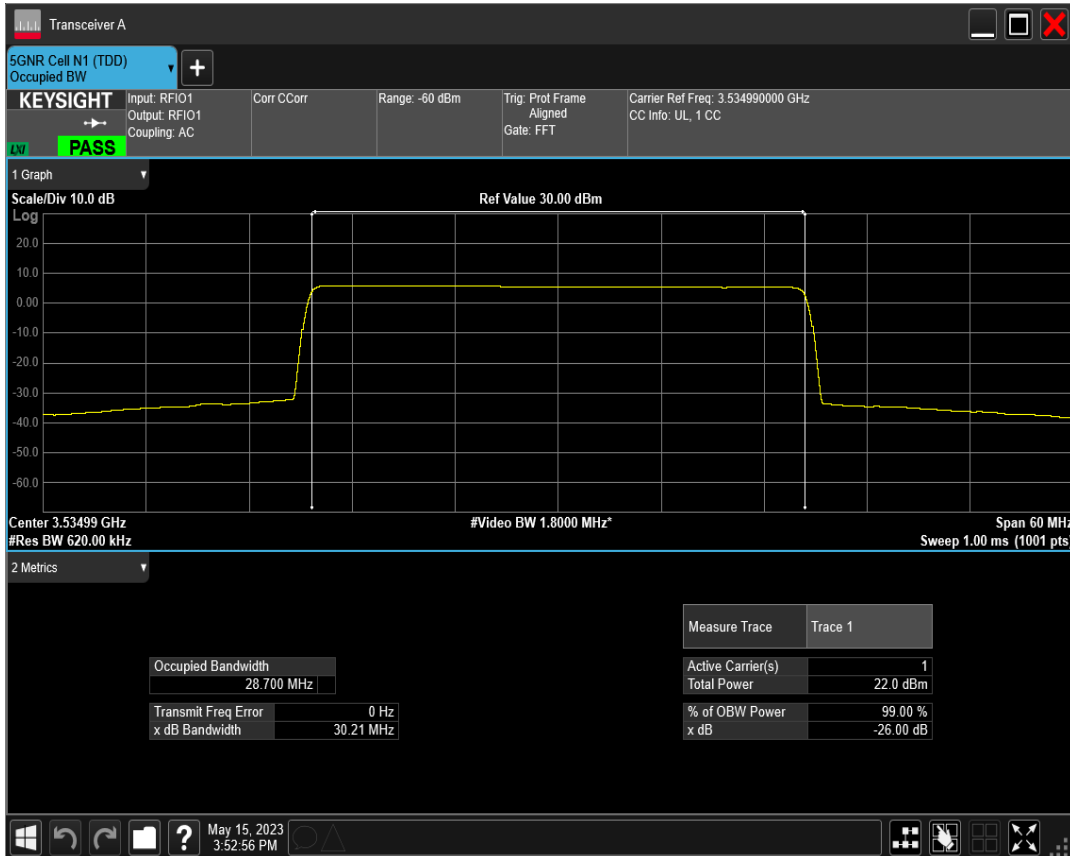 Transceiver A
5GNR Cell N1 (TDD)
Occupied BW
+
KEYSIGHT
LXI
PASS
Input: RFIO1
Output: RFIO1
Coupling: AC
Corr CCorr
Range: -60 dBm
Trig: Prot Frame
Aligned
Gate: FFT
Carrier Ref Freq: 3.534990000 GHz
CC Info: UL, 1 CC
1 Graph
Scale/Div 10.0 dB
Ref Value 30.00 dBm
Log
20.0
10.0
0.00
-10.0
-20.0
-30.0
-40.0
-50.0
-60.0
Center 3.53499 GHz
#Video BW 1.8000 MHz*
Span 60 MHz
#Res BW 620.00 kHz
Sweep 1.00 ms (1001 pts)
2 Metrics
Measure Trace Trace 1
Occupied Bandwidth
28.700 MHz
Transmit Freq Error 0 Hz
x dB Bandwidth 30.21 MHz
Active Carrier(s) 1
Total Power 22.0 dBm
% of OBW Power 99.00 %
x dB -26.00 dB
?
May 15, 2023
3:52:56 PM